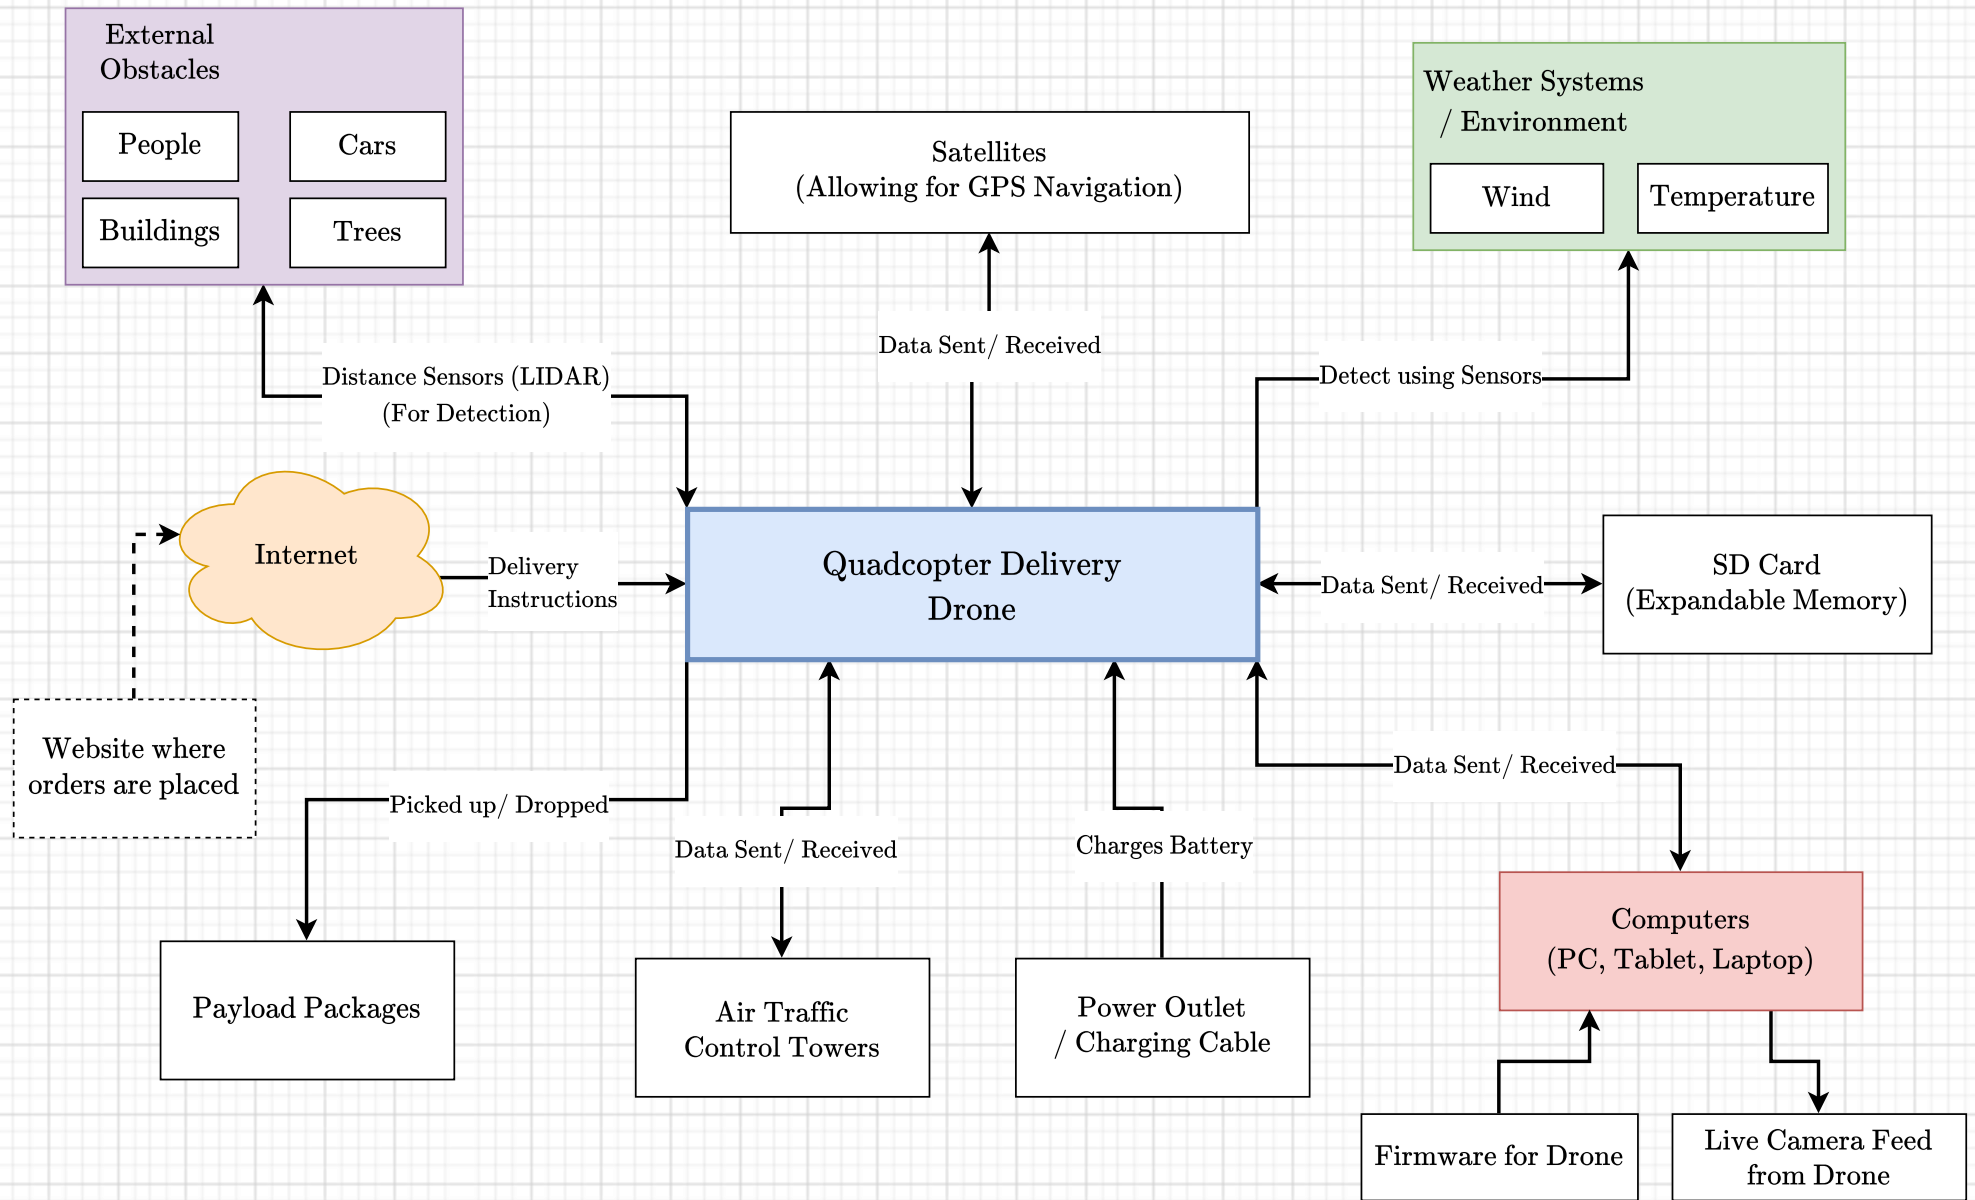 External
Obstacles
People
Cars
Buildings
Trees
Satellites
(Allowing for GPS Navigation)
Weather Systems
/ Environment
Wind
Temperature
Distance Sensors (LIDAR)
(For Detection)
Data Sent/ Received
Detect using Sensors
Internet
Delivery
Instructions
Quadcopter Delivery
Drone
Data Sent/ Received
SD Card
(Expandable Memory)
Website where
orders are placed
Picked up/ Dropped
Data Sent/ Received
Charges Battery
Data Sent/ Received
Payload Packages
Air Traffic
Control Towers
Power Outlet
/ Charging Cable
Computers
(PC, Tablet, Laptop)
Firmware for Drone
Live Camera Feed
from Drone